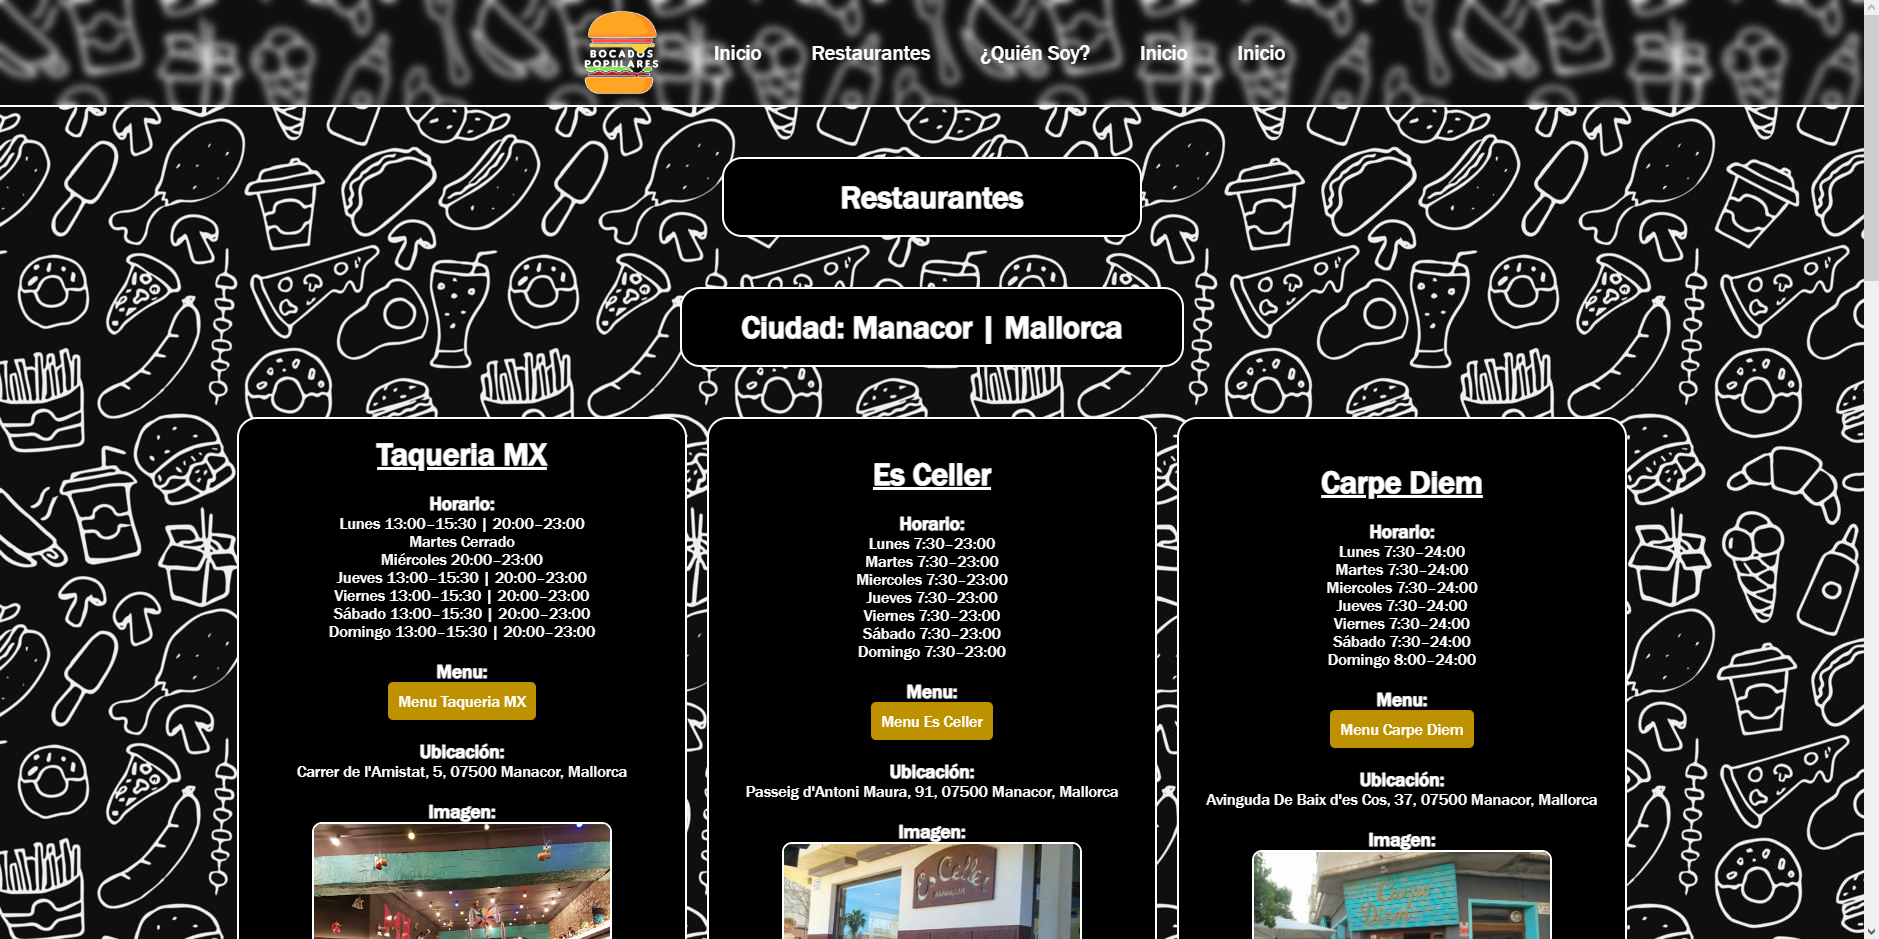 BOCADOS
POPULARES
Inicio
Restaurantes
¿Quién Soy?
Inicio
Inicio
Restaurantes
Ciudad: Manacor | Mallorca
Taqueria MX
Horario:
Lunes 13:00-15:30 | 20:00-23:00
Martes Cerrado
Miércoles 20:00-23:00
Jueves 13:00-15:30 | 20:00-23:00
Viernes 13:00-15:30 | 20:00-23:00
Sábado 13:00-15:30 | 20:00-23:00
Domingo 13:00-15:30 | 20:00-23:00
Menu:
Menu Taqueria MX
Ubicación:
Carrer de l'Amistat, 5, 07500 Manacor, Mallorca
Imagen:
Es Celler
Horario:
Lunes 7:30-23:00
Martes 7:30-23:00
Miercoles 7:30-23:00
Jueves 7:30-23:00
Viernes 7:30-23:00
Sábado 7:30-23:00
Domingo 7:30-23:00
Menu:
Menu Es Celler
Ubicación:
Passeig d'Antoni Maura, 91, 07500 Manacor, Mallorca
Imagen:
Es Celler
Carpe Diem
Horario:
Lunes 7:30-24:00
Martes 7:30-24:00
Miercoles 7:30-24:00
Jueves 7:30-24:00
Viernes 7:30-24:00
Sábado 7:30-24:00
Domingo 8:00-24:00
Menu:
Menu Carpe Diem
Ubicación:
Avinguda De Baix d'es Cos, 37, 07500 Manacor, Mallorca
Imagen:
Carpe
Diem